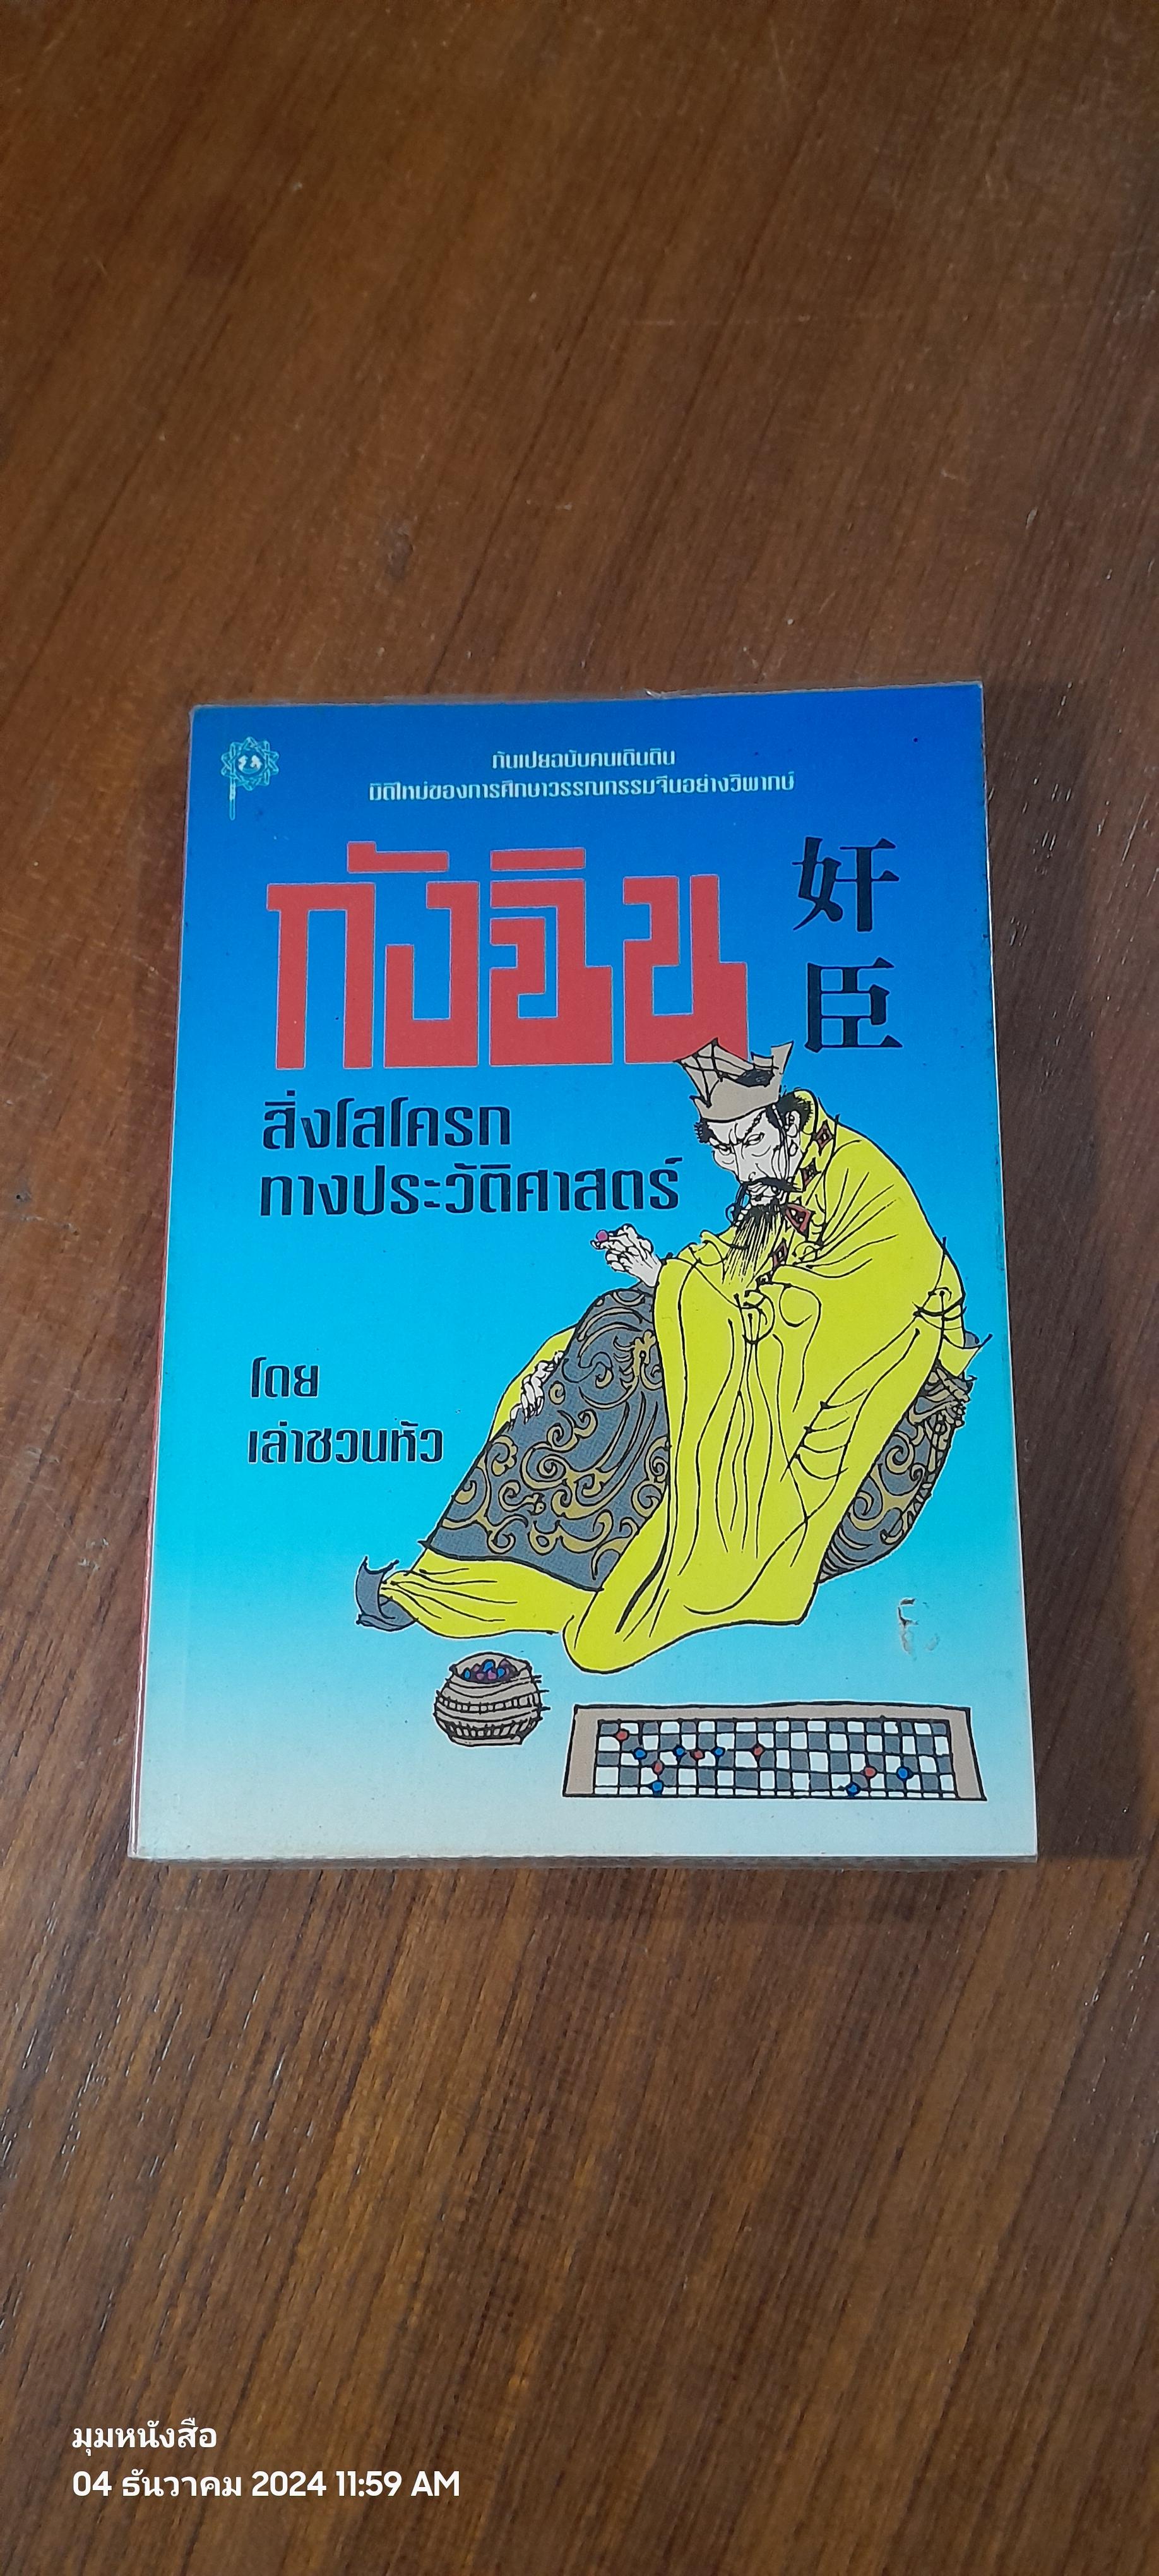 กันเปยฉบับคนเดินดิน
มิติใหม่ของการศึกษาวรรณกรรมจีนอย่างวิพากษ์
กังฉิน
奸臣
สิ่งโสโครก
ทางประวัติศาสตร์
โดย
เล่าชวนหัว
มุมหนังสือ
04 ธันวาคม 2024 11:59 AM